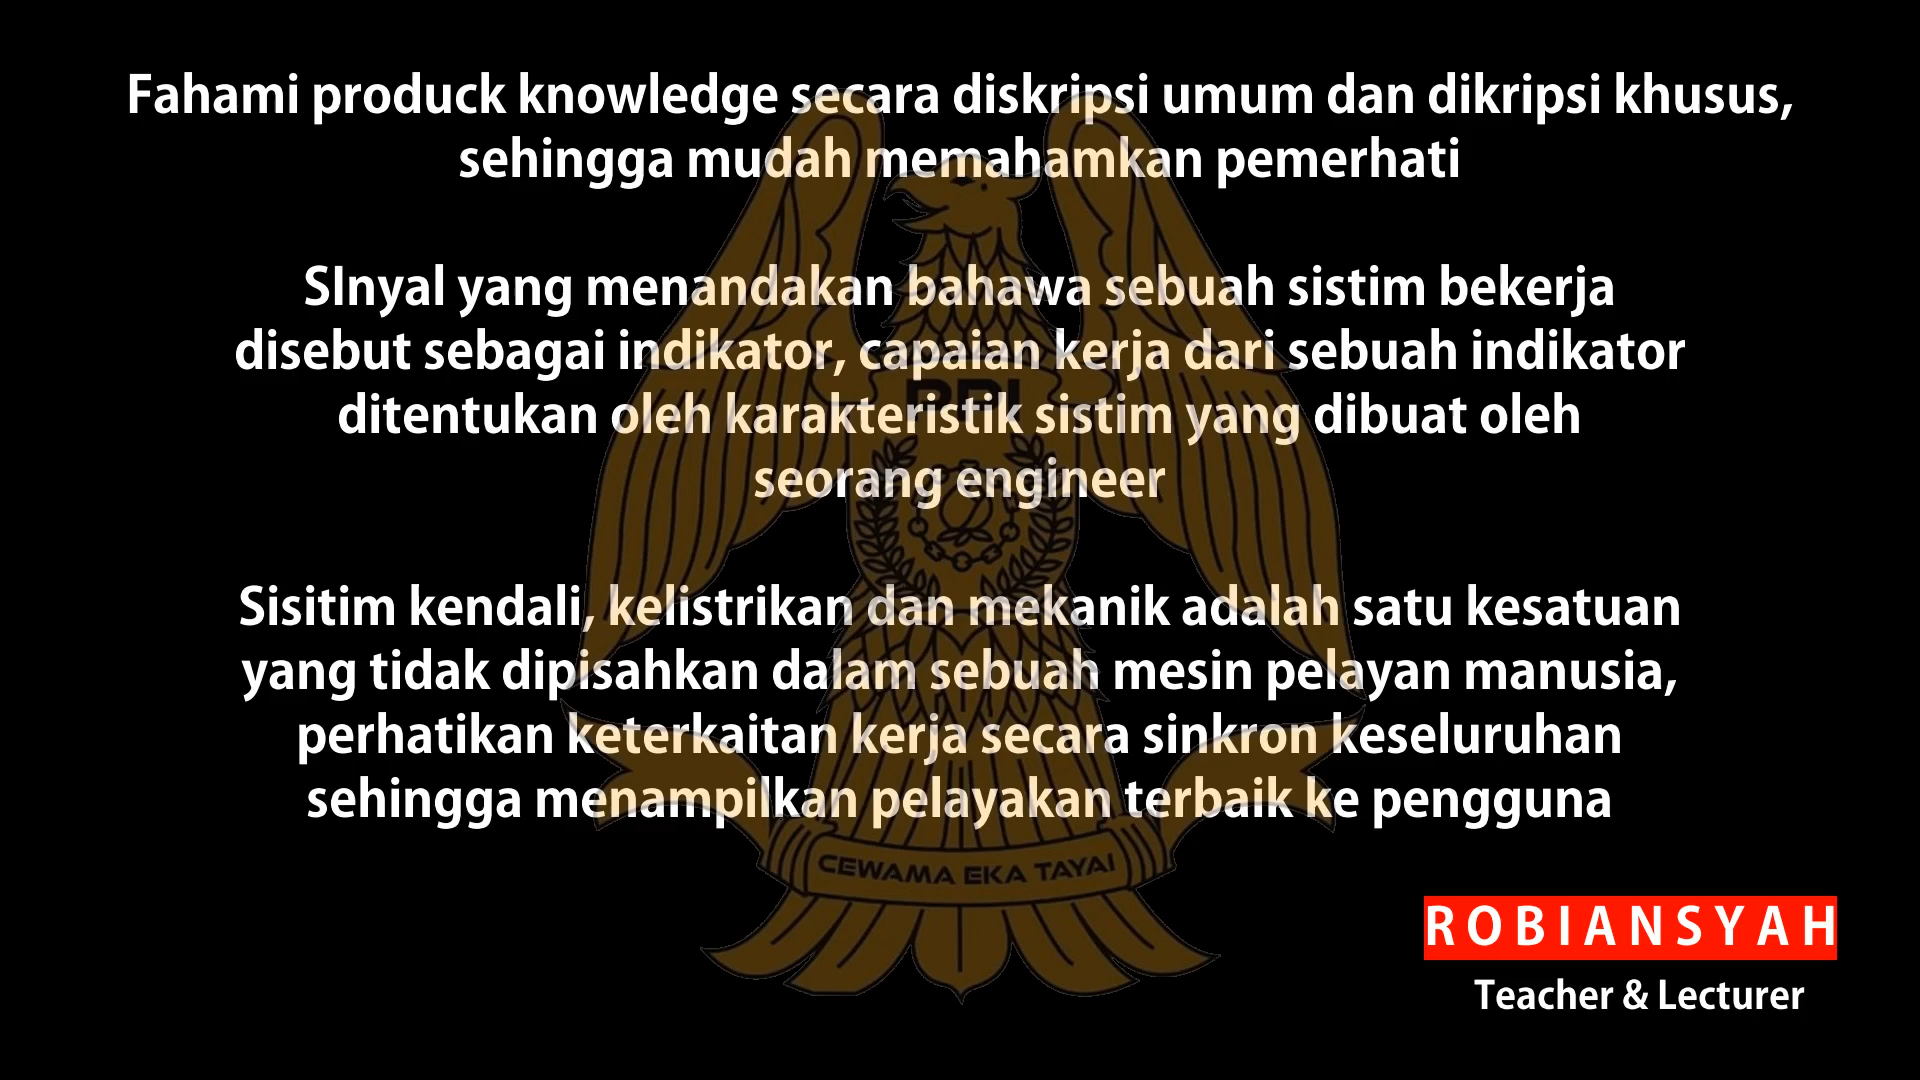 Fahami produck knowledge secara diskripsi umum dan dikripsi khusus,
sehingga mudah memahamkan pemerhati
SInyal yang menandakan bahawa sebuah sistim bekerja
disebut sebagai indikator, capaian kerja dari sebuah indikator
ditentukan oleh karakteristik sistim yang dibuat oleh
seorang engineer
Sisitim kendali, kelistrikan dan mekanik adalah satu kesatuan
yang tidak dipisahkan dalam sebuah mesin pelayan manusia,
perhatikan keterkaitan kerja secara sinkron keseluruhan
sehingga menampilkan pelayakan terbaik ke pengguna
CEWAMA EKA TAYAI
ROBIANSYAH
Teacher & Lecturer